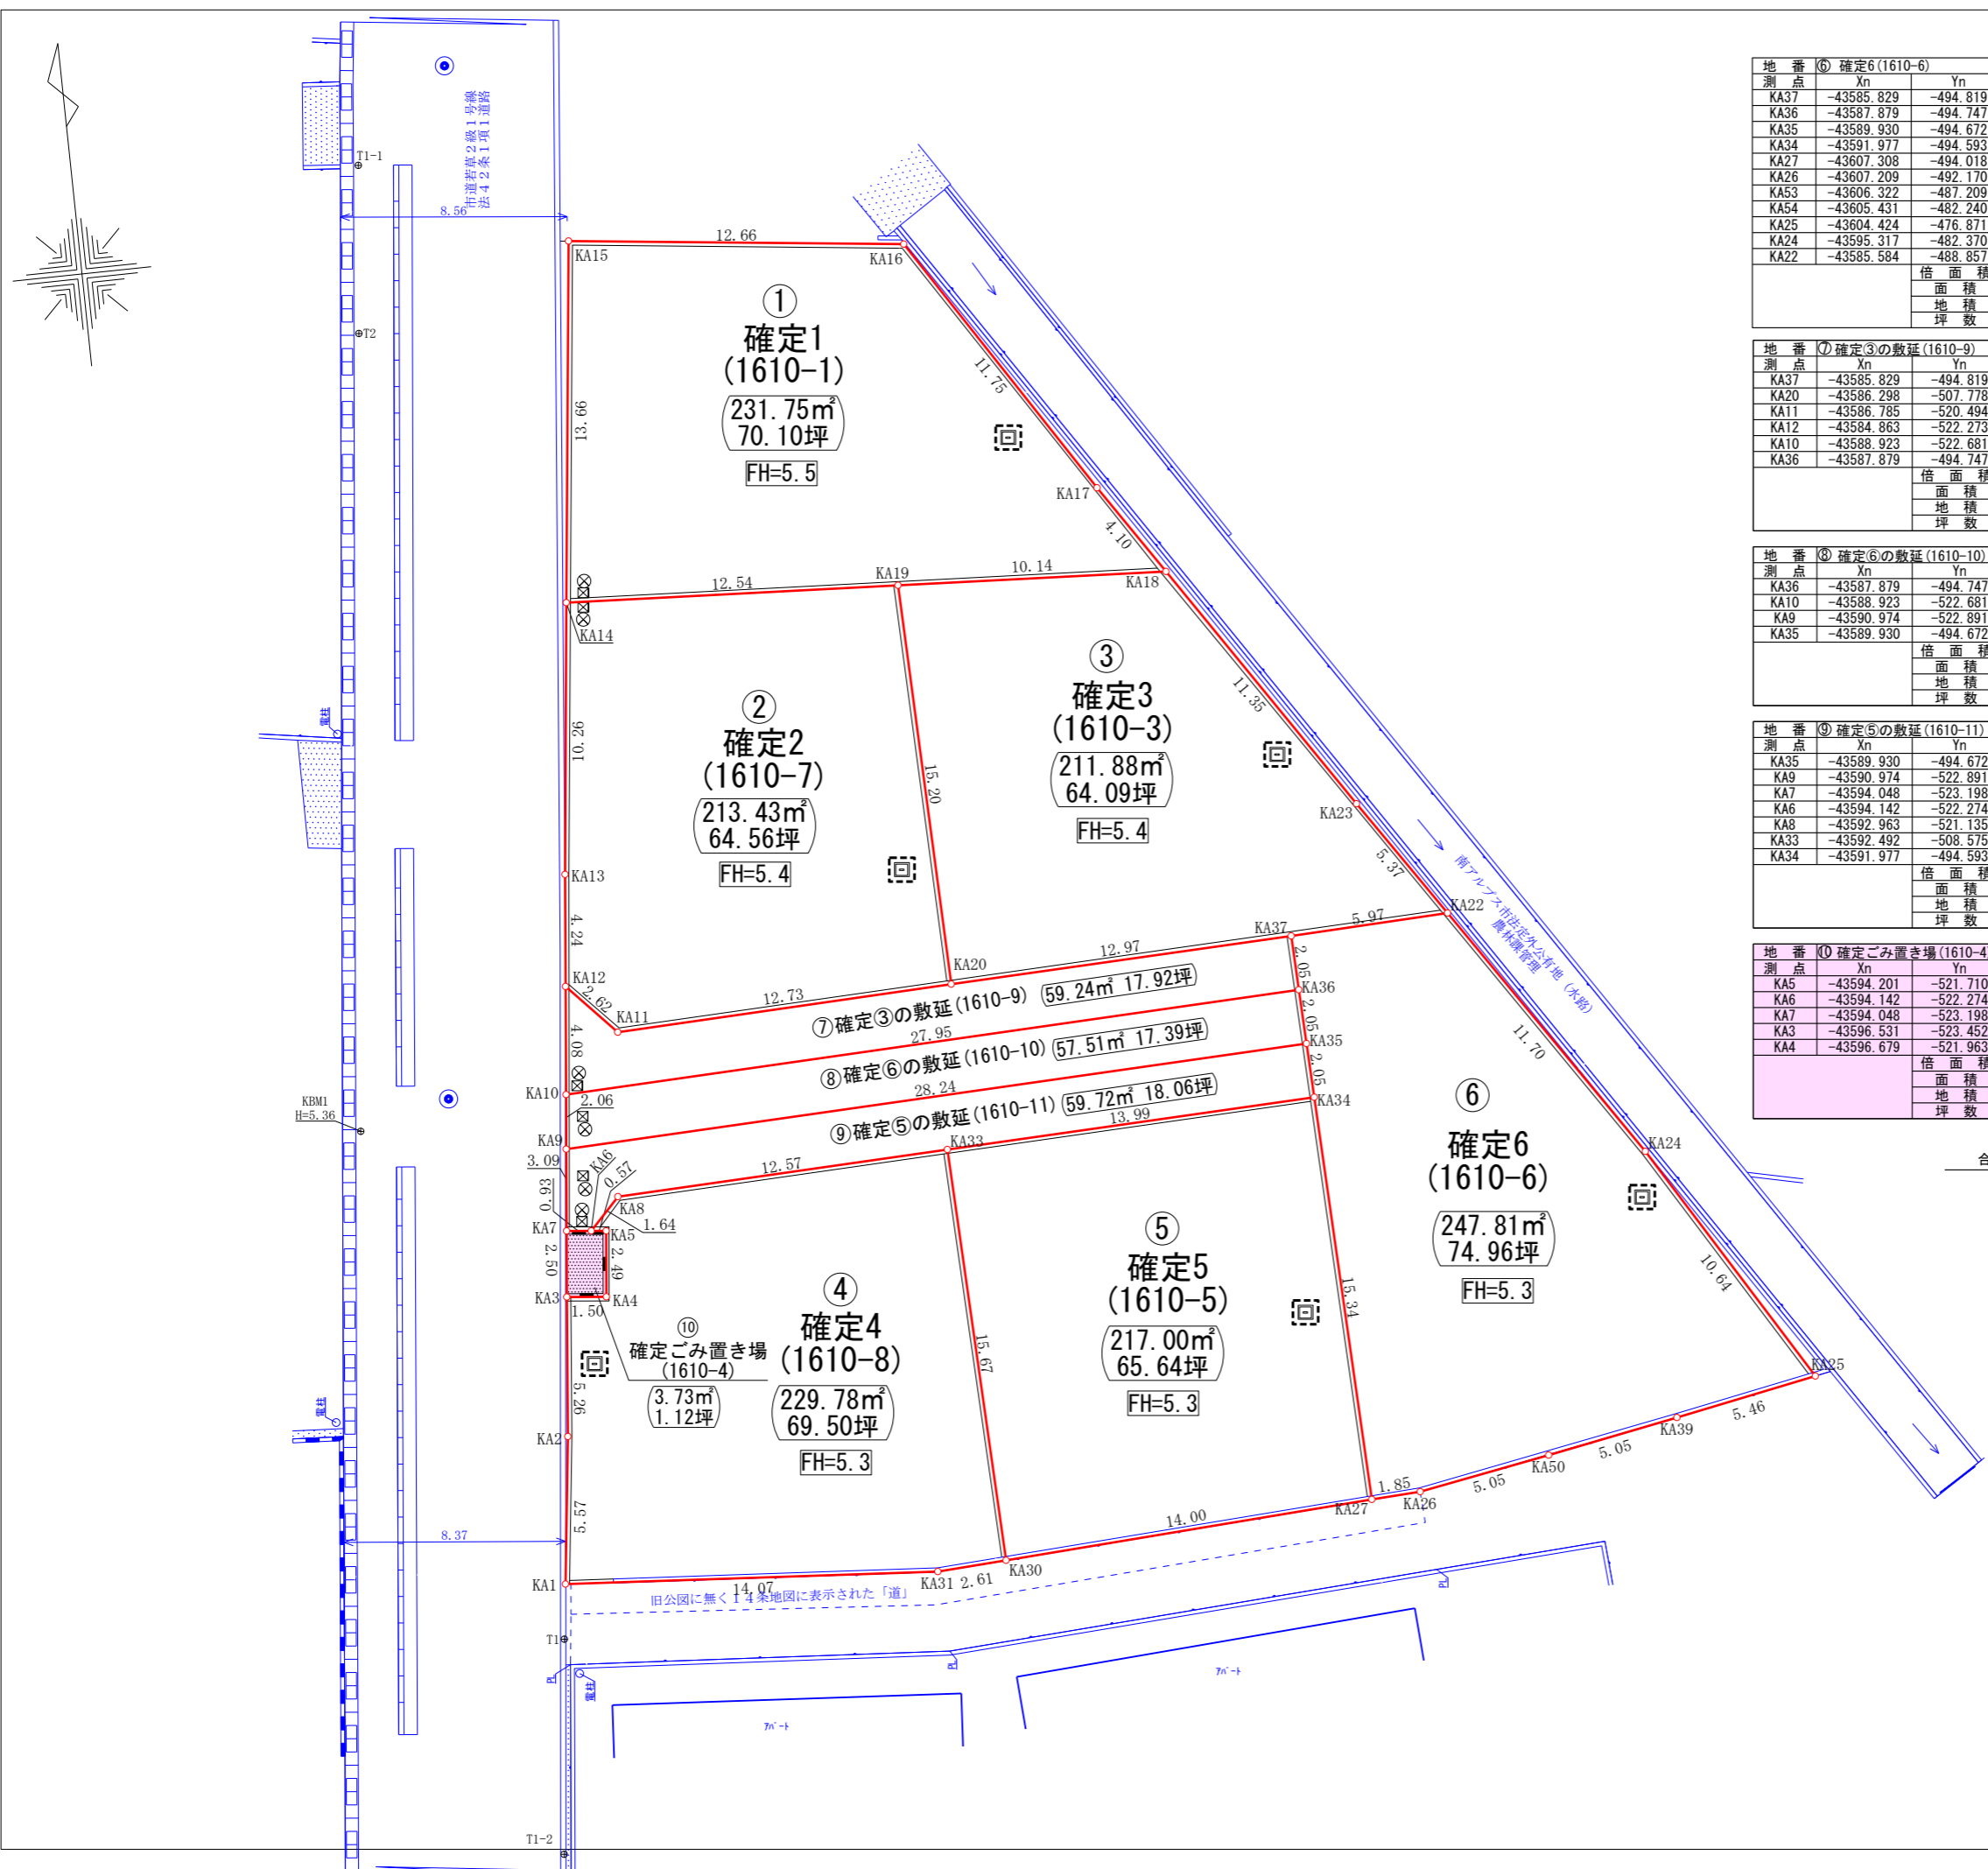 市道若草2級1号線
法42条1項1道路
T1-1
8.56
T2
KA15
12.66
KA16
①
確定1
(1610-1)
231.75㎡
70.10坪
FH=5.5
13.66
11.75
KA17
4.10
KA18
12.54
KA19
10.14
KA14
②
確定2
(1610-7)
213.43㎡
64.56坪
FH=5.4
10.26
15.20
③
確定3
(1610-3)
211.88㎡
64.09坪
FH=5.4
11.35
KA23
5.37
KA22
南アルプス市法定外公有地(水路)
農林課管理
電柱
KA13
4.24
KA12
2.62
KA11
12.73
KA20
12.97
KA37
5.97
2.05
KA36
2.05
KA35
2.05
KA34
⑦確定③の敷延(1610-9) (59.24㎡ 17.92坪)
27.95
⑧確定⑥の敷延(1610-10) (57.51㎡ 17.39坪)
28.24
⑨確定⑤の敷延(1610-11) (59.72㎡ 18.06坪)
13.99
4.08
KA10
2.06
KA9
3.09
KBM1
H=5.36
KA6
0.57
0.93
KA8
12.57
KA33
1.64
KA7
KA5
2.50
2.49
KA3
KA4
1.50
⑩
確定ごみ置き場
(1610-4)
3.73㎡
1.12坪
④
確定4
(1610-8)
229.78㎡
69.50坪
FH=5.3
5.26
KA2
5.57
15.67
⑤
確定5
(1610-5)
217.00㎡
65.64坪
FH=5.3
15.34
⑥
確定6
(1610-6)
247.81㎡
74.96坪
FH=5.3
11.70
KA24
10.64
KA25
5.46
KA39
5.05
KA50
5.05
KA26
1.85
KA27
14.00
KA30
2.61
KA31
14.07
KA1
電柱
8.37
旧公図に無く14条地図に表示された「道」
T1
PL
電柱
PL
PL
アパート
アパート
T1-2
地 番 ⑥ 確定6(1610-6)
測 点 Xn Yn
KA37 -43585.829 -494.819
KA36 -43587.879 -494.747
KA35 -43589.930 -494.672
KA34 -43591.977 -494.593
KA27 -43607.308 -494.018
KA26 -43607.209 -492.170
KA53 -43606.322 -487.209
KA54 -43605.431 -482.240
KA25 -43604.424 -476.871
KA24 -43595.317 -482.370
KA22 -43585.584 -488.857
倍 面 積
面 積
地 積
坪 数
地 番 ⑦ 確定③の敷延(1610-9)
測 点 Xn Yn
KA37 -43585.829 -494.819
KA20 -43586.298 -507.778
KA11 -43586.785 -520.494
KA12 -43584.863 -522.273
KA10 -43588.923 -522.681
KA36 -43587.879 -494.747
倍 面 積
面 積
地 積
坪 数
地 番 ⑧ 確定⑥の敷延(1610-10)
測 点 Xn Yn
KA36 -43587.879 -494.747
KA10 -43588.923 -522.681
KA9 -43590.974 -522.891
KA35 -43589.930 -494.672
倍 面 積
面 積
地 積
坪 数
地 番 ⑨ 確定⑤の敷延(1610-11)
測 点 Xn Yn
KA35 -43589.930 -494.672
KA9 -43590.974 -522.891
KA7 -43594.048 -523.198
KA6 -43594.142 -522.274
KA8 -43592.963 -521.135
KA33 -43592.492 -508.575
KA34 -43591.977 -494.593
倍 面 積
面 積
地 積
坪 数
地 番 ⑩ 確定ごみ置き場(1610-4
測 点 Xn Yn
KA5 -43594.201 -521.710
KA6 -43594.142 -522.274
KA7 -43594.048 -523.198
KA3 -43596.531 -523.452
KA4 -43596.679 -521.963
倍 面 積
面 積
地 積
坪 数
合